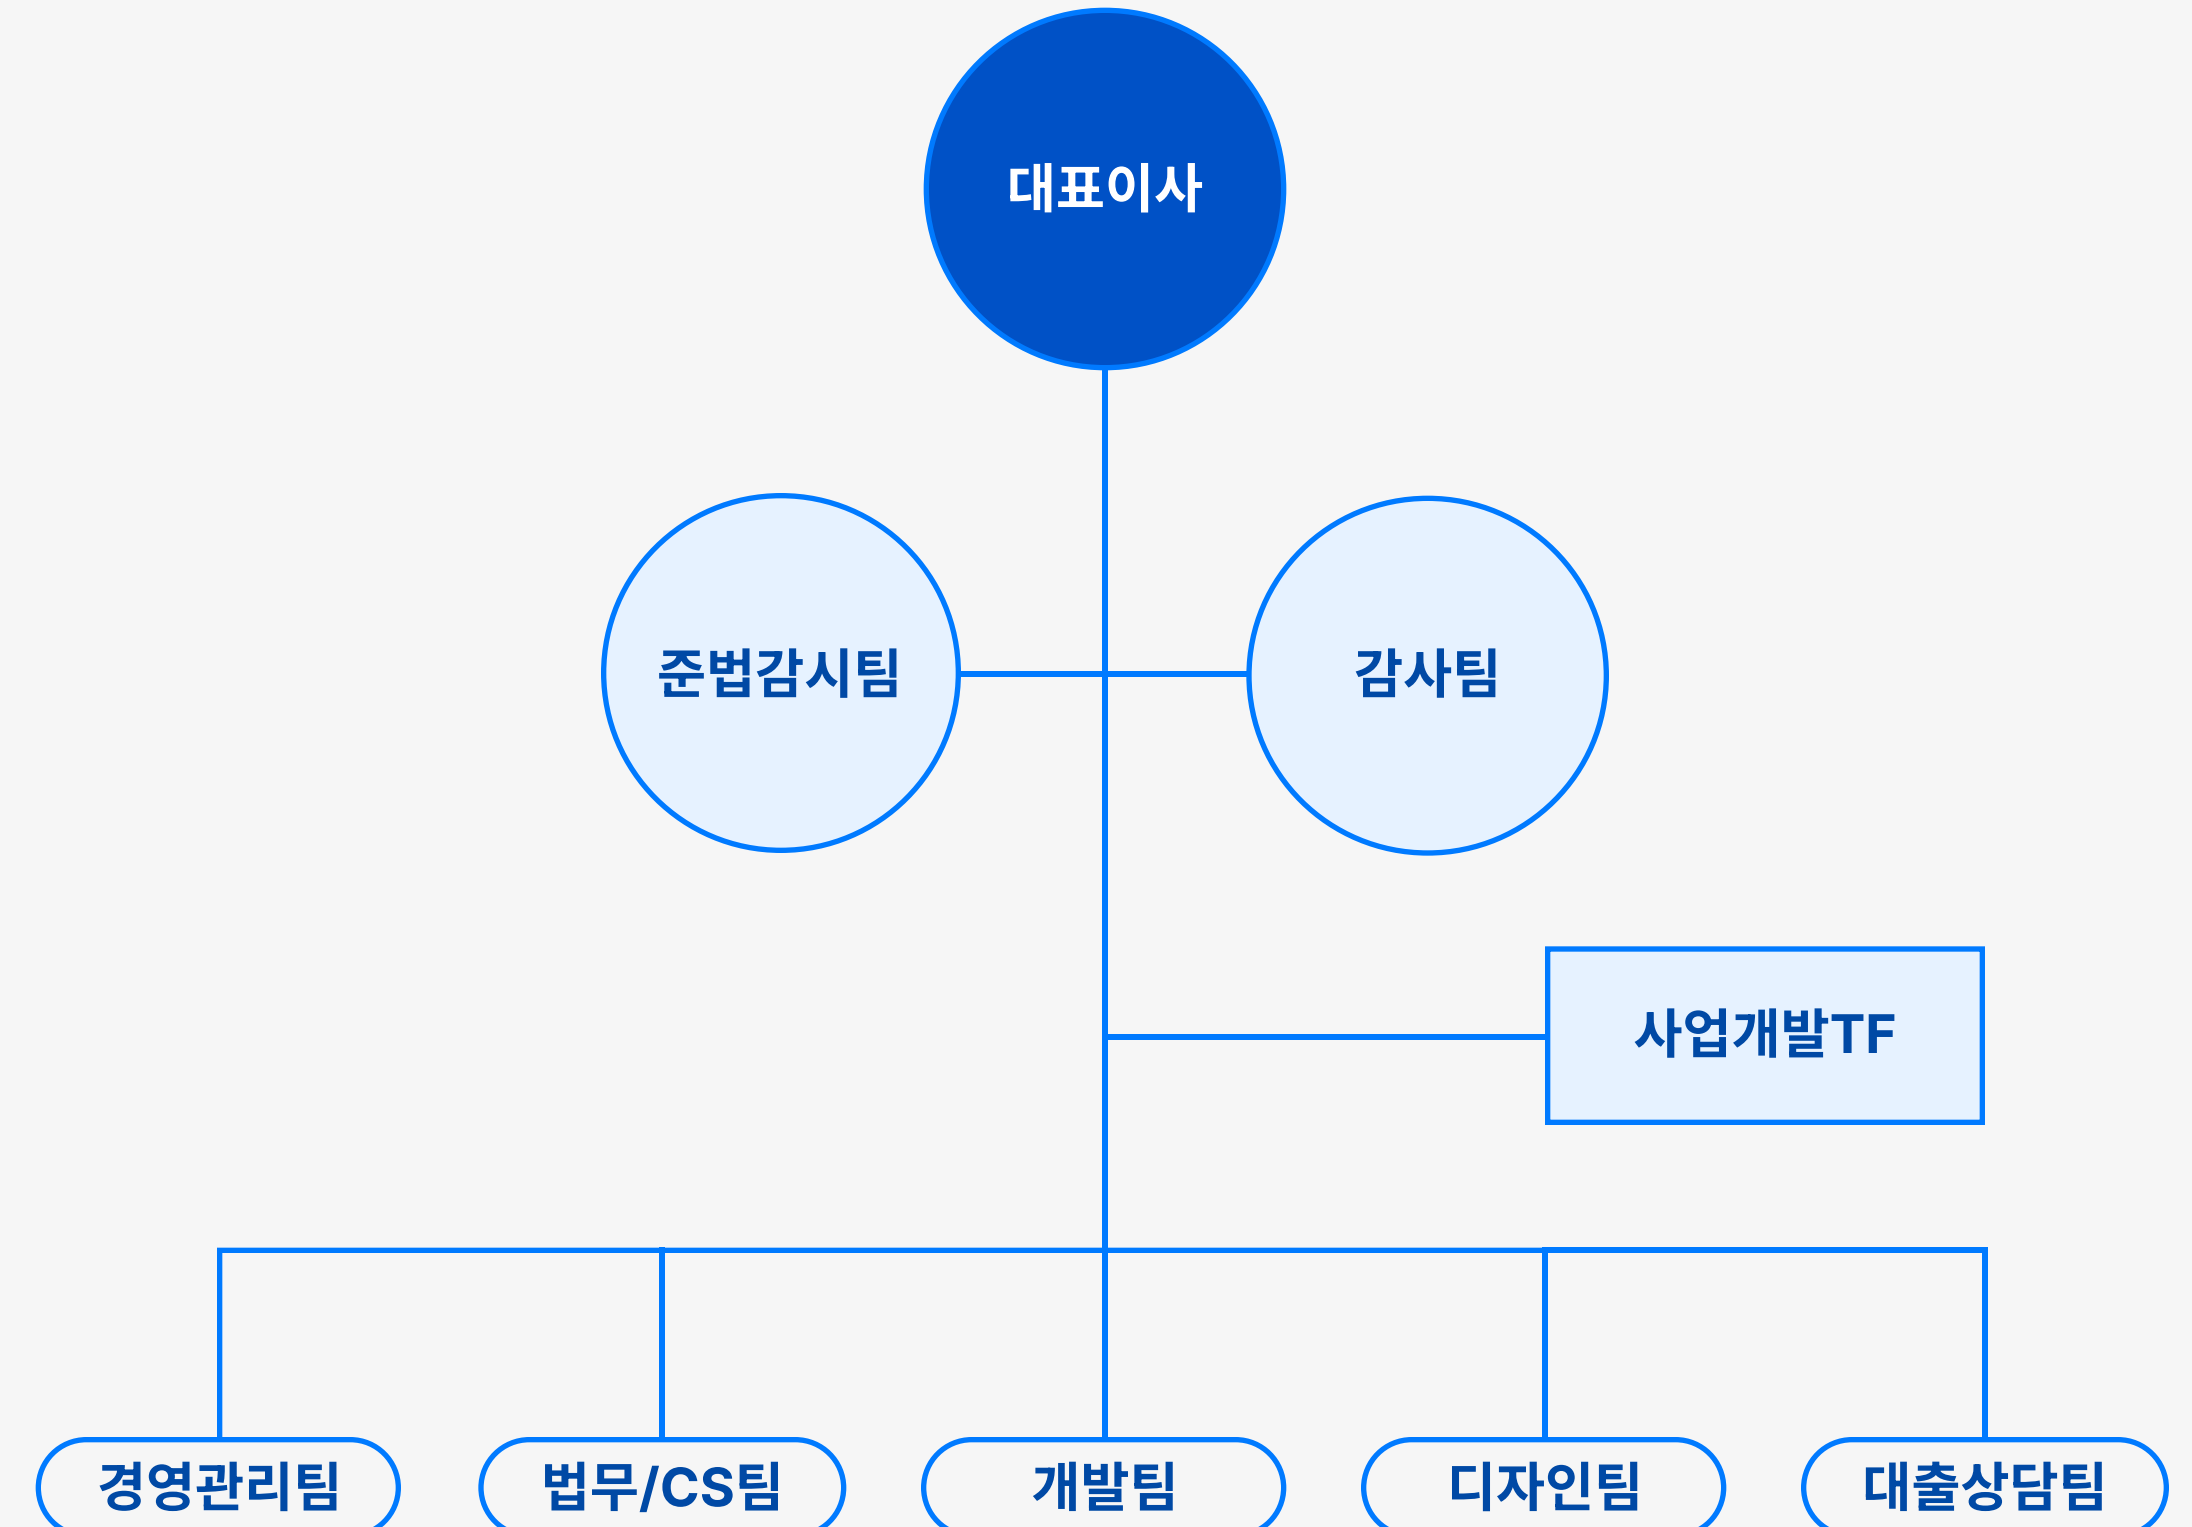 대표이사
준법감시팀
감사팀
사업개발TF
경영관리팀
법무/CS팀
개발팀
디자인팀
대출상담팀